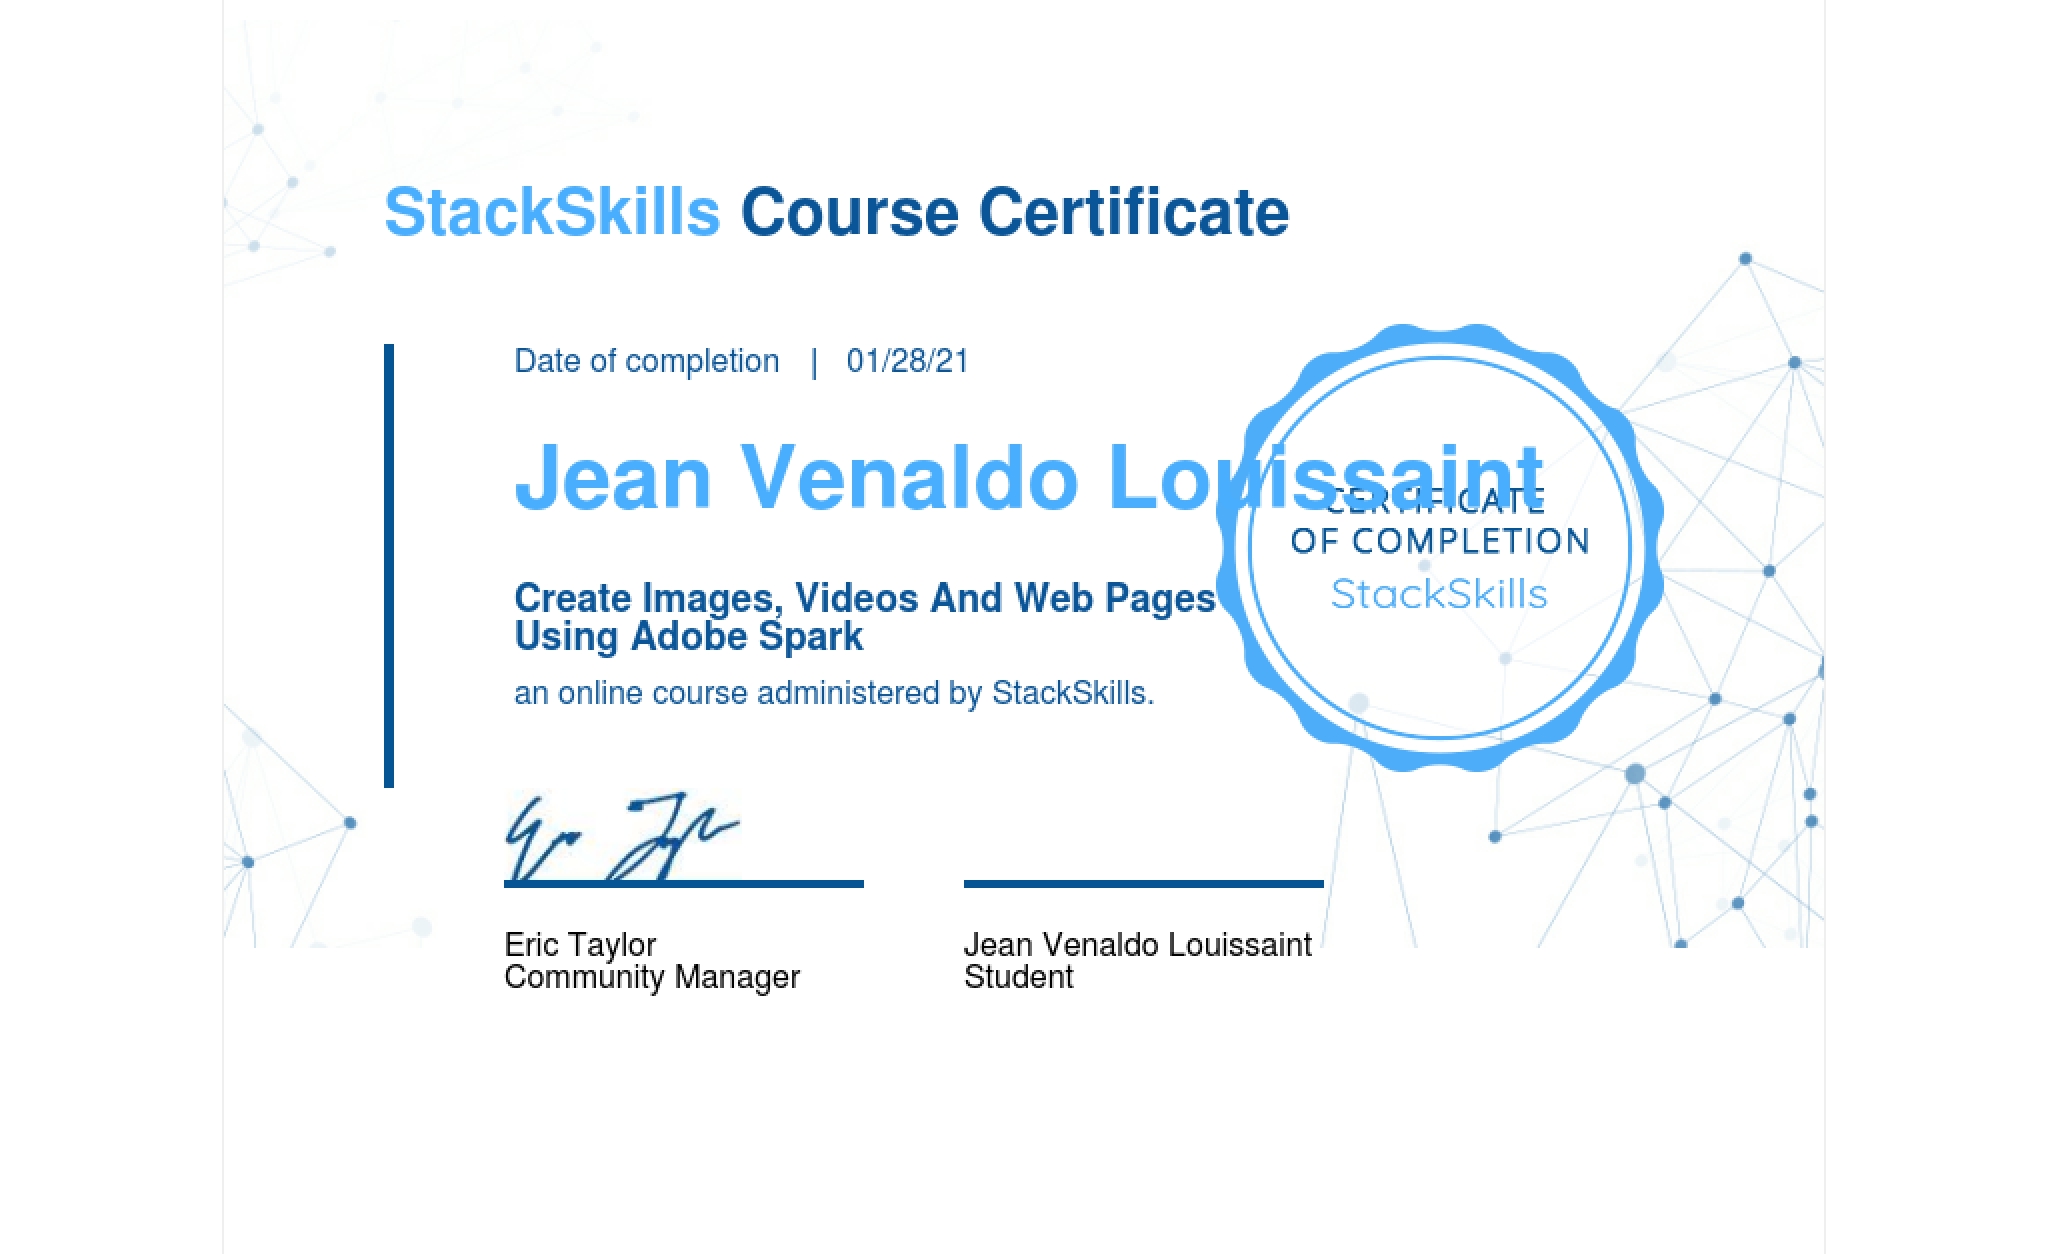 StackSkills Course Certificate
Date of completion | 01/28/21
Jean Venaldo Louissaint
CERTIFICATE
OF COMPLETION
StackSkills
Create Images, Videos And Web Pages
Using Adobe Spark
an online course administered by StackSkills.
Eric Taylor
Community Manager
Jean Venaldo Louissaint
Student